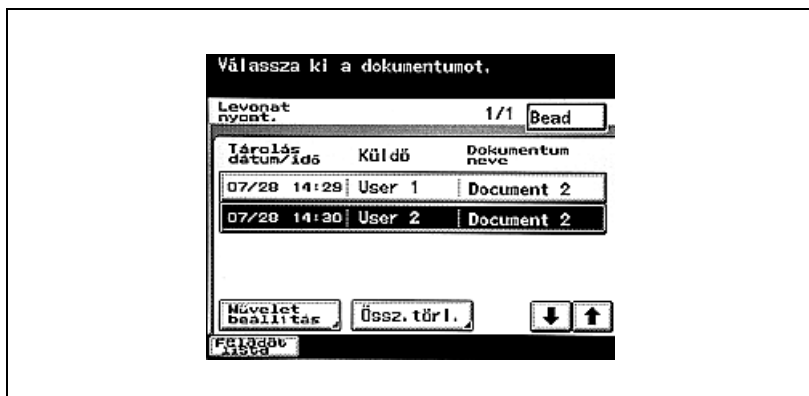 Válassza ki a dokumentumot.
Levonat
nyomt.
1/1 Bead
Tárolás
dátum/idő
Küldő
Dokumentum
neve
07/28 14:29 User 1 Document 2
07/28 14:30 User 2 Document 2
Művelet
beállítás
Össz.törl.
Feladat
lista